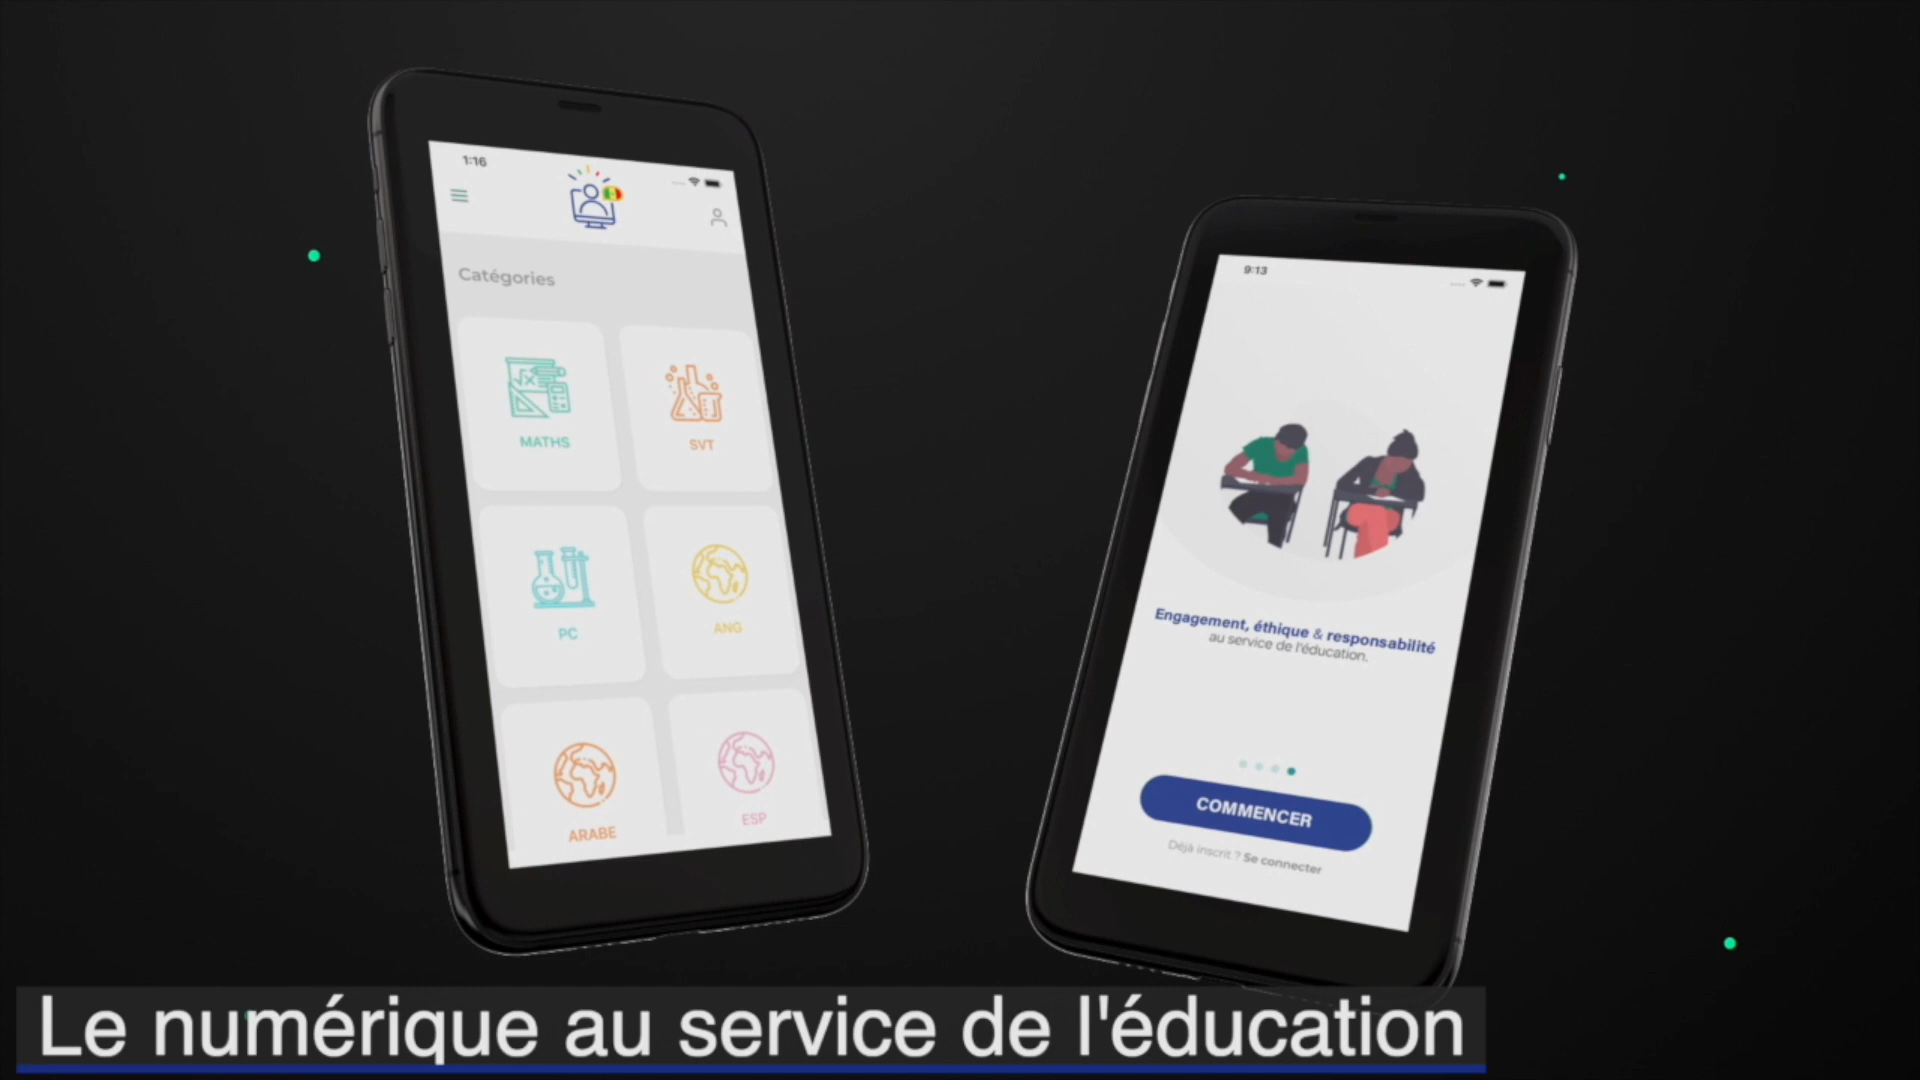 1:16
Catégories
MATHS
SVT
PC
ANG
ARABE
ESP
9:13
Engagement, éthique & responsabilité
au service de l'éducation.
COMMENCER
Déjà inscrit ? Se connecter
Le numérique au service de l'éducation